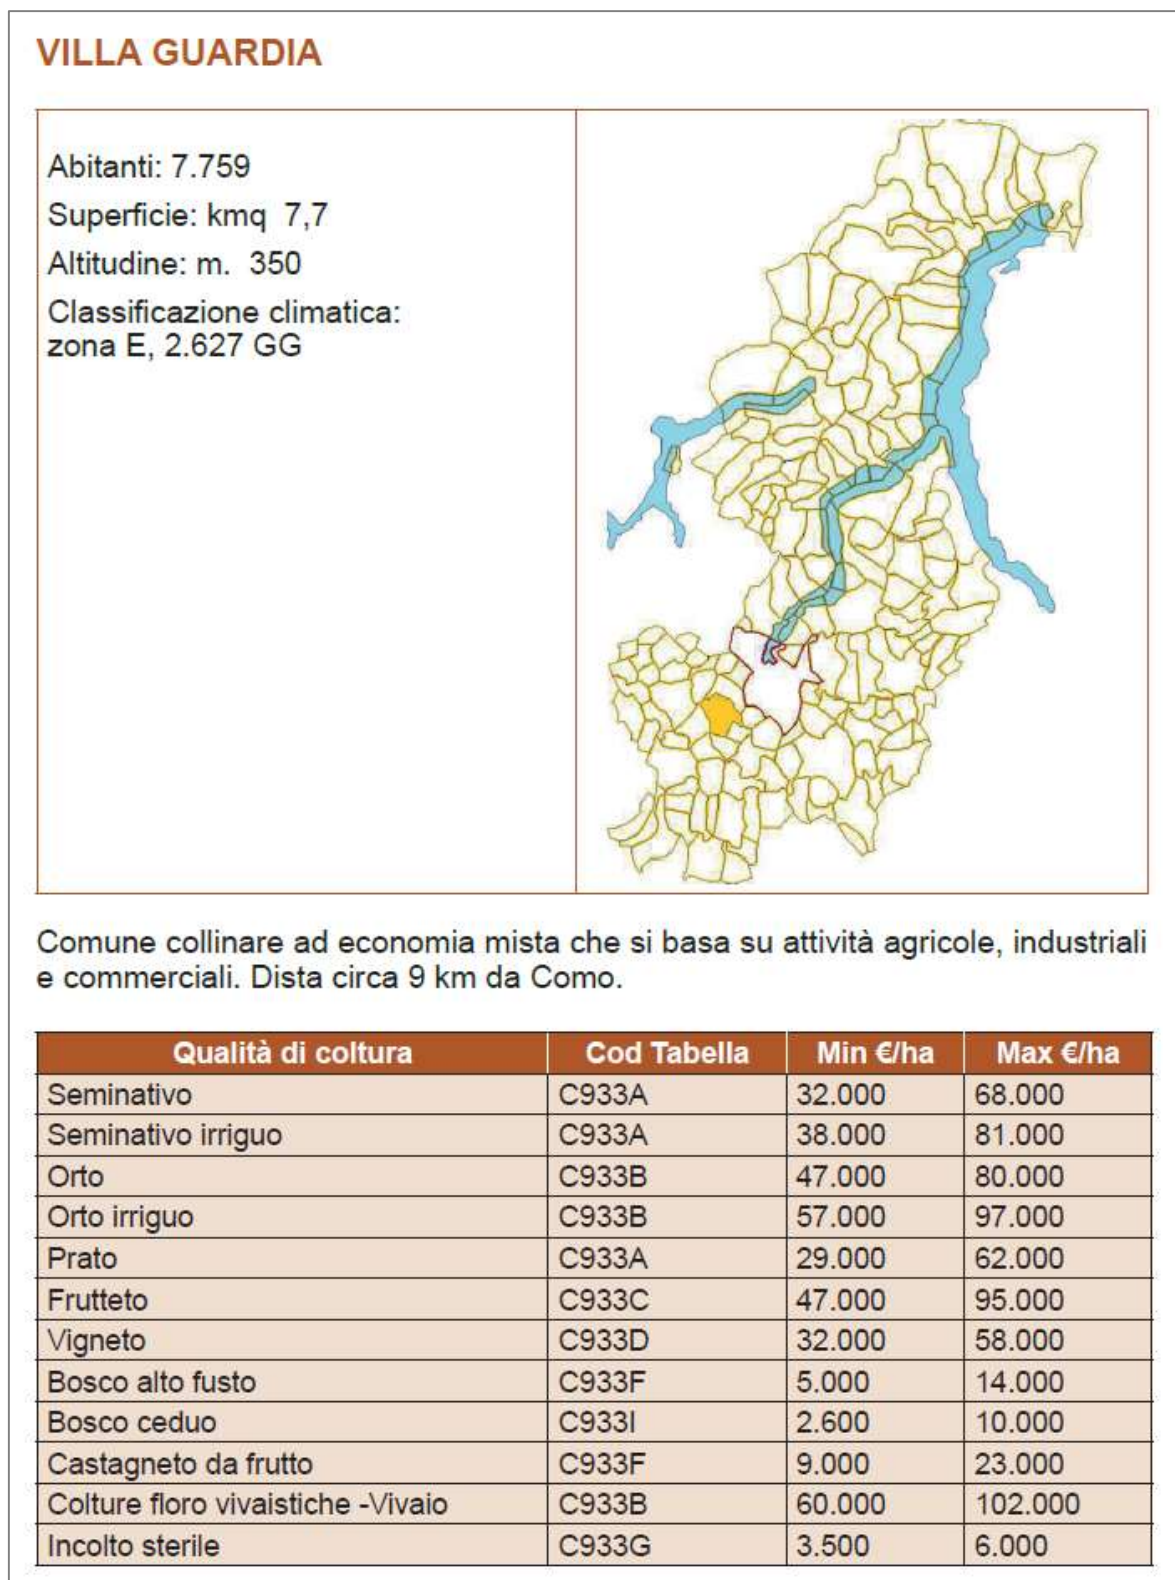 VILLA GUARDIA
Abitanti: 7.759
Superficie: kmq 7,7
Altitudine: m. 350
Classificazione climatica:
zona E, 2.627 GG
Comune collinare ad economia mista che si basa su attività agricole, industriali
e commerciali. Dista circa 9 km da Como.
Qualità di coltura Cod Tabella Min €/ha Max €/ha
Seminativo C933A 32.000 68.000
Seminativo irriguo C933A 38.000 81.000
Orto C933B 47.000 80.000
Orto irriguo C933B 57.000 97.000
Prato C933A 29.000 62.000
Frutteto C933C 47.000 95.000
Vigneto C933D 32.000 58.000
Bosco alto fusto C933F 5.000 14.000
Bosco ceduo C933I 2.600 10.000
Castagneto da frutto C933F 9.000 23.000
Colture floro vivaistiche -Vivaio C933B 60.000 102.000
Incolto sterile C933G 3.500 6.000